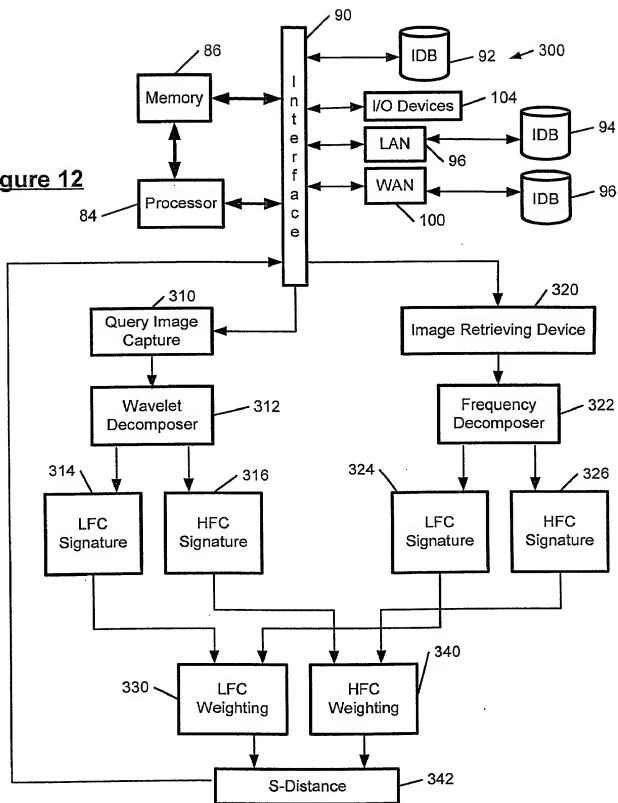 90
IDB
92
300
86
Memory
Interface
I/O Devices
104
LAN
96
IDB
94
gure 12
Processor
84
WAN
100
IDB
96
310
Query Image
Capture
320
Image Retrieving Device
Wavelet
Decomposer
312
Frequency
Decomposer
322
314
LFC
Signature
316
HFC
Signature
324
LFC
Signature
326
HFC
Signature
330
LFC
Weighting
HFC
Weighting
340
S-Distance
342